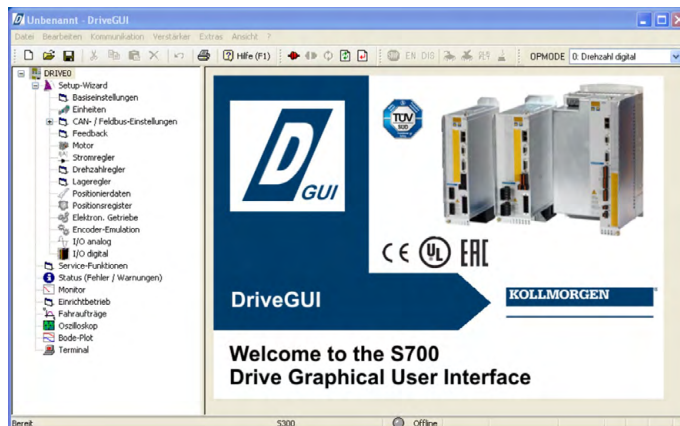 Unbenannt - DriveGUI
Datei Bearbeiten Kommunikation Verstärker Extras Ansicht ?
Hilfe (F1) EN DIS OPMODE 0: Drehzahl digital
DRIVE0
Setup-Wizard
Basiseinstellungen
Einheiten
CAN- / Feldbus-Einstellungen
Feedback
Motor
Stromregler
Drehzahlregler
Lageregler
Positionierdaten
Positionsregister
Elektron. Getriebe
Encoder-Emulation
I/O analog
I/O digital
Service-Funktionen
Status (Fehler / Warnungen)
Monitor
Einrichtbetrieb
Fahraufträge
Oszilloskop
Bode-Plot
Terminal
D
GUI
TÜV
CE UL EAC
DriveGUI
KOLLMORGEN
Welcome to the S700
Drive Graphical User Interface
Bereit S300 Offline